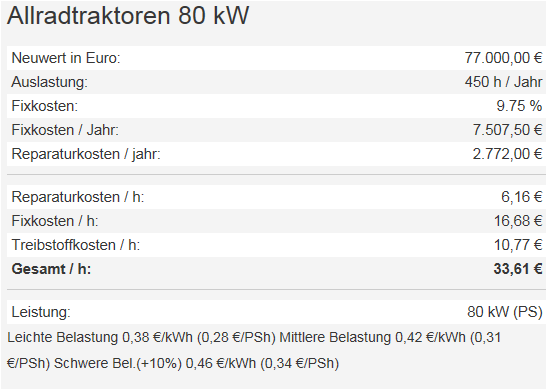 Allradtraktoren 80 kW
Neuwert in Euro: 77.000,00 €
Auslastung: 450 h / Jahr
Fixkosten: 9.75 %
Fixkosten / Jahr: 7.507,50 €
Reparaturkosten / jahr: 2.772,00 €
Reparaturkosten / h: 6,16 €
Fixkosten / h: 16,68 €
Treibstoffkosten / h: 10,77 €
Gesamt / h: 33,61 €
Leistung: 80 kW (PS)
Leichte Belastung 0,38 €/kWh (0,28 €/PSh) Mittlere Belastung 0,42 €/kWh (0,31
€/PSh) Schwere Bel.(+10%) 0,46 €/kWh (0,34 €/PSh)